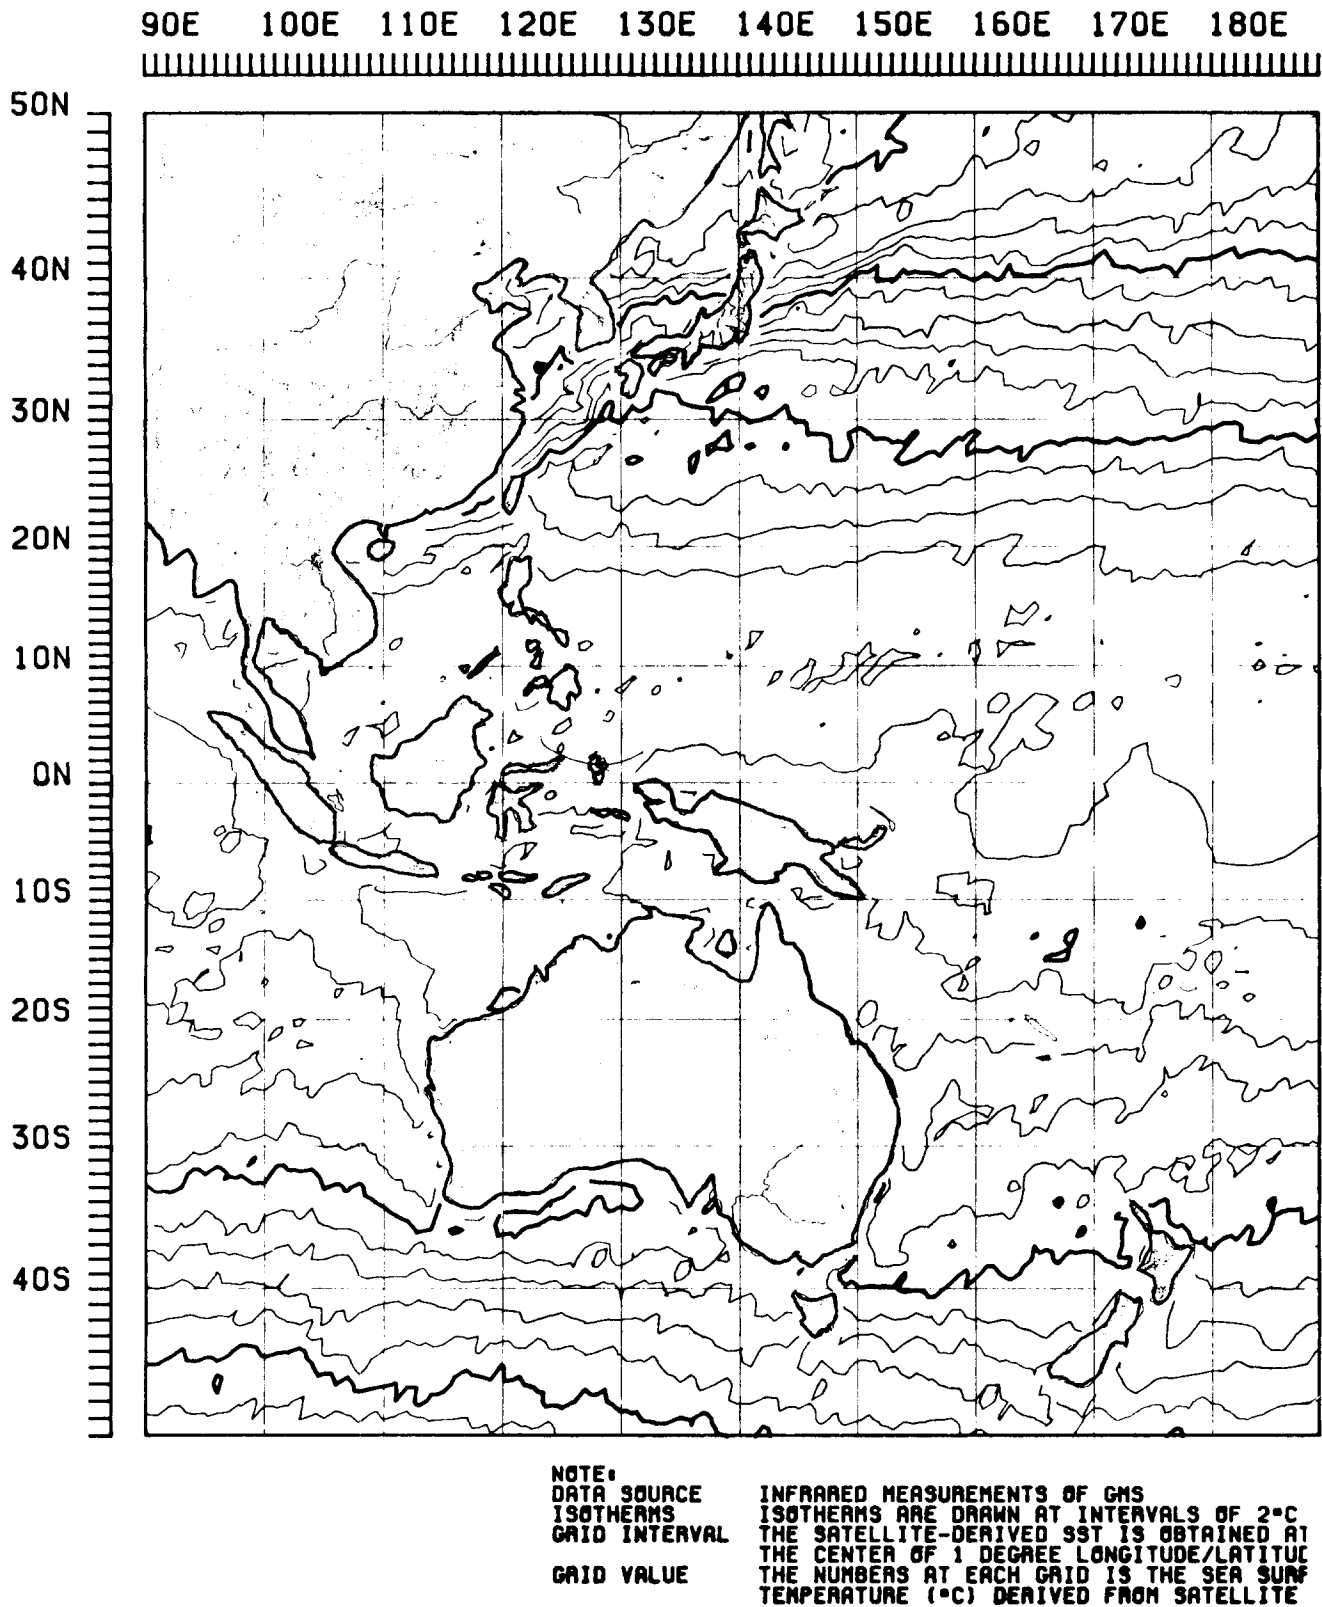 90E 100E 110E 120E 130E 140E 150E 160E 170E 180E
50N
40N
30N
20N
10N
0N
10S
20S
30S
40S
NOTE:
DATA SOURCE INFRARED MEASUREMENTS OF GMS
ISOTHERMS ISOTHERMS ARE DRAWN AT INTERVALS OF 2°C
GRID INTERVAL THE SATELLITE-DERIVED SST IS OBTAINED AT
THE CENTER OF 1 DEGREE LONGITUDE/LATITUD
GRID VALUE THE NUMBERS AT EACH GRID IS THE SEA SURF
TEMPERATURE (°C) DERIVED FROM SATELLITE